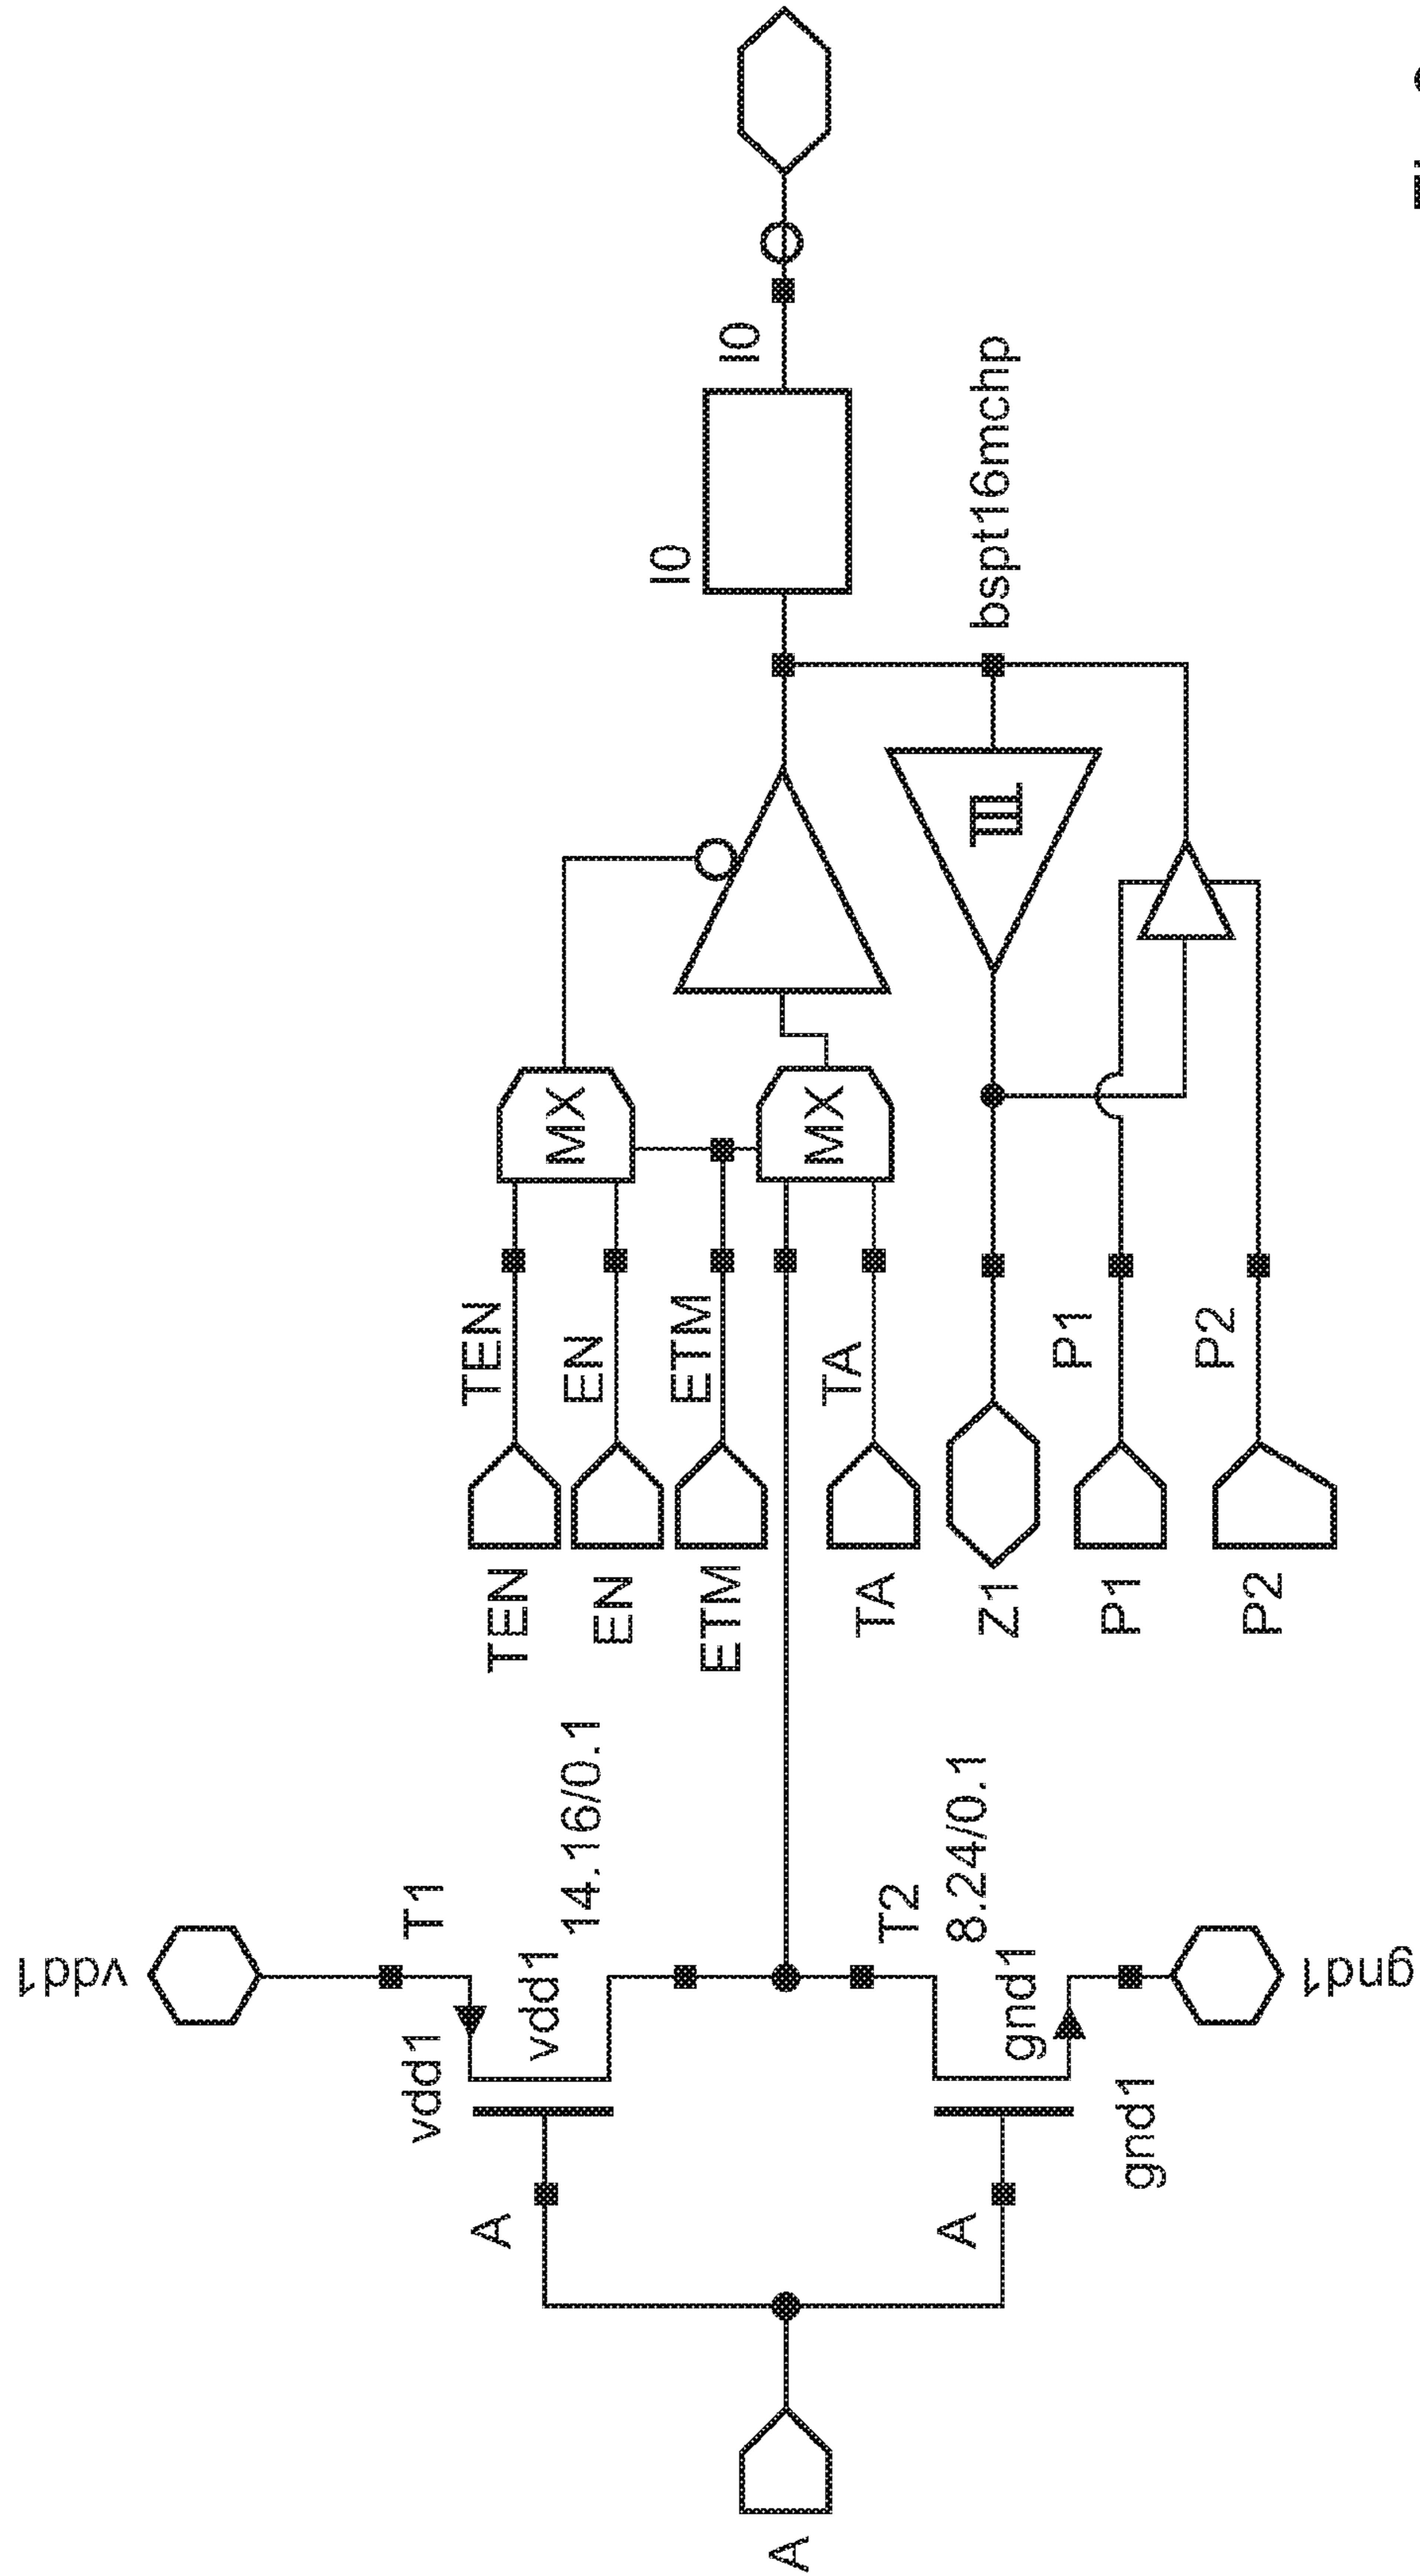 vdd1
vdd1
T1
vdd1
14.16/0.1
A
A
A
T2
8.24/0.1
gnd1
gnd1
gnd1
TEN
TEN
EN
EN
ETM
ETM
TA
TA
Z1
P1
P1
P2
P2
MX
MX
I0
I0
bspt16mchp